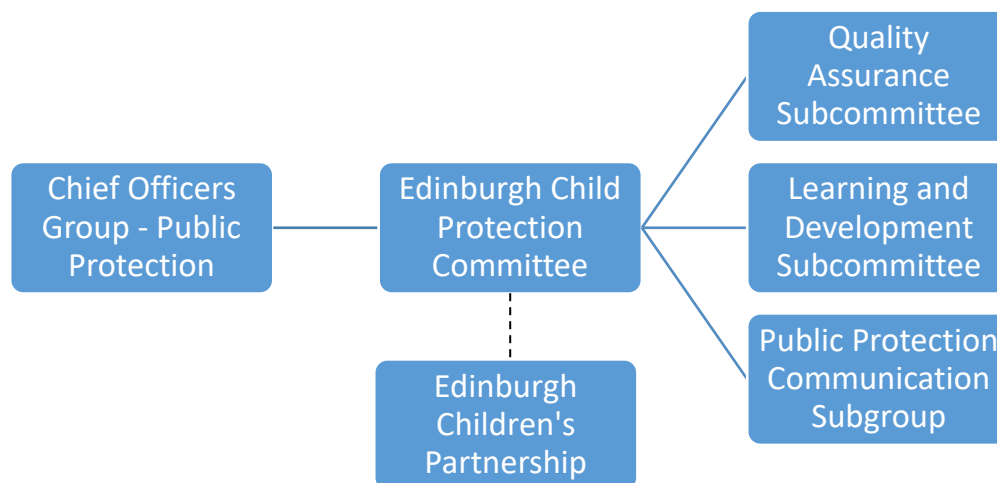 Chief Officers
Group - Public
Protection
Edinburgh Child
Protection
Committee
Edinburgh
Children's
Partnership
Quality
Assurance
Subcommittee
Learning and
Development
Subcommittee
Public Protection
Communication
Subgroup